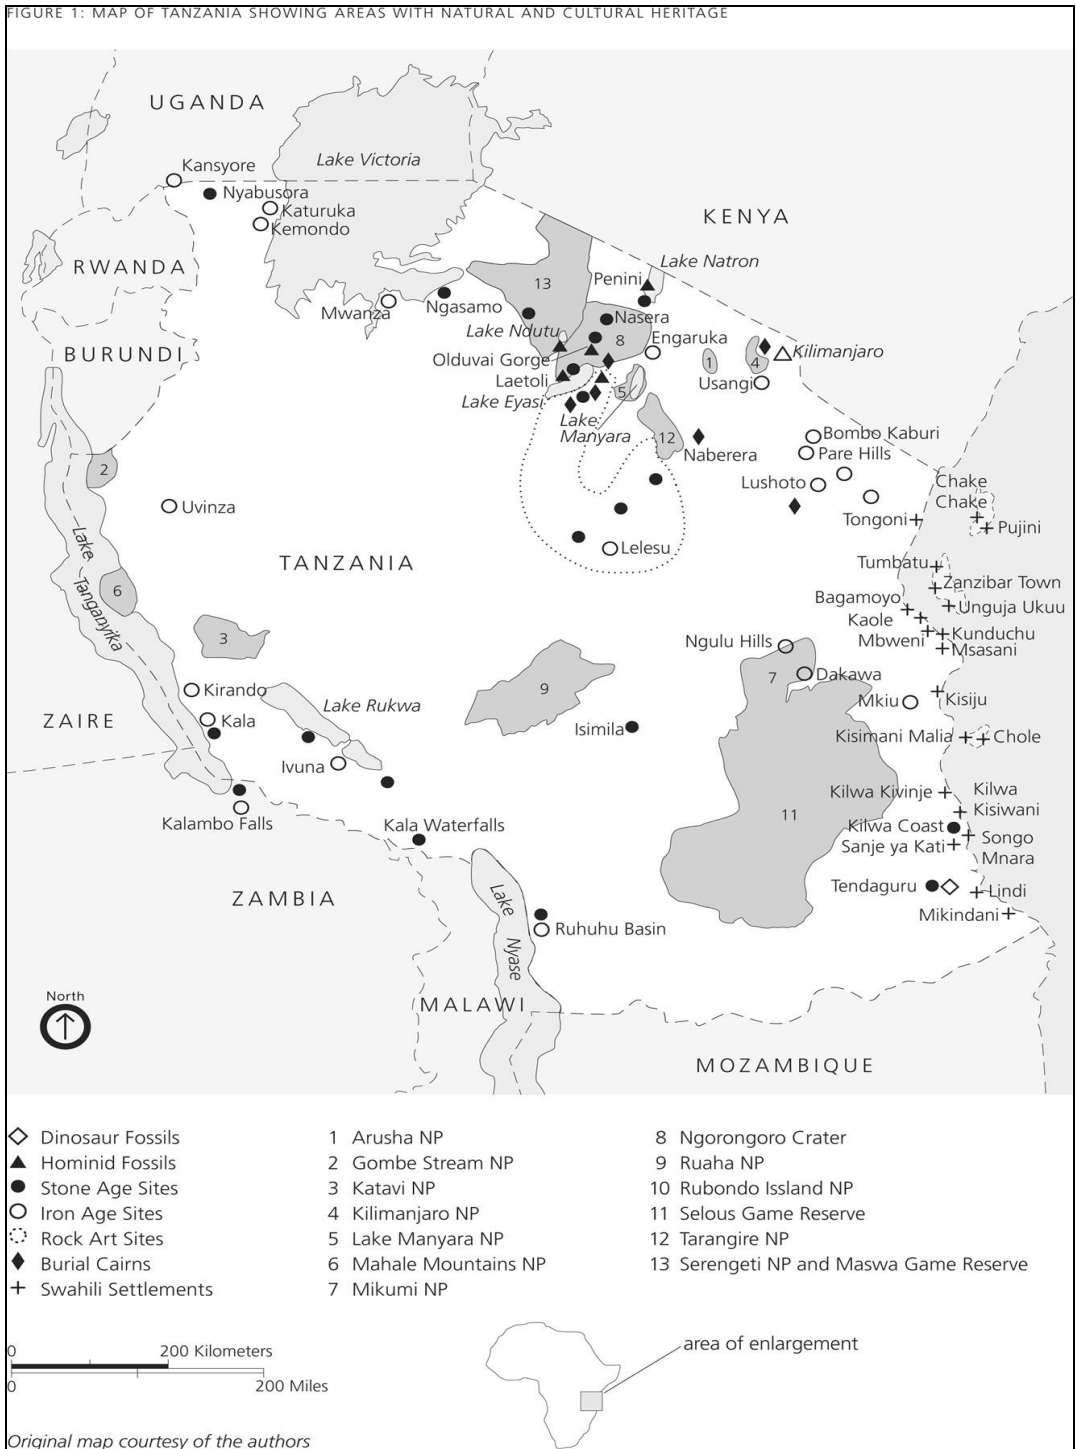 FIGURE 1: MAP OF TANZANIA SHOWING AREAS WITH NATURAL AND CULTURAL HERITAGE
UGANDA
Lake Victoria
Kansyore
Nyabusora
Katuruka
Kemondo
KENYA
RWANDA
Lake Natron
13
Penini
Mwanza
Ngasamo
Nasera
Lake Ndutu
8
Engaruka
BURUNDI
Olduvai Gorge
1
4
Kilimanjaro
Laetoli
Usangi
Lake Eyasi
5
Lake
Manyara
12
Naberera
Bombo Kaburi
Pare Hills
2
Lushoto
Chake
Chake
Uvinza
Tongoni
Pujini
Lake
Tanganyika
TANZANIA
Lelesu
Tumbatu
Zanzibar Town
6
Bagamoyo
Unguja Ukuu
Kaole
3
Ngulu Hills
Mbweni
Kunduchu
Msasani
9
7
Dakawa
Kirando
Mkiu
Kisiju
Lake Rukwa
ZAIRE
Kala
Isimila
Kisimani Malia
Chole
Ivuna
Kilwa Kivinje
Kilwa
Kisiwani
11
Kalambo Falls
Kala Waterfalls
Kilwa Coast
Sanje ya Kati
Songo
Mnara
ZAMBIA
Lake
Nyase
Tendaguru
Lindi
Mikindani
Ruhuhu Basin
North
MALAWI
MOZAMBIQUE
Dinosaur Fossils
Hominid Fossils
Stone Age Sites
Iron Age Sites
Rock Art Sites
Burial Cairns
Swahili Settlements
1 Arusha NP
2 Gombe Stream NP
3 Katavi NP
4 Kilimanjaro NP
5 Lake Manyara NP
6 Mahale Mountains NP
7 Mikumi NP
8 Ngorongoro Crater
9 Ruaha NP
10 Rubondo Issland NP
11 Selous Game Reserve
12 Tarangire NP
13 Serengeti NP and Maswa Game Reserve
0 200 Kilometers
0 200 Miles
area of enlargement
Original map courtesy of the authors